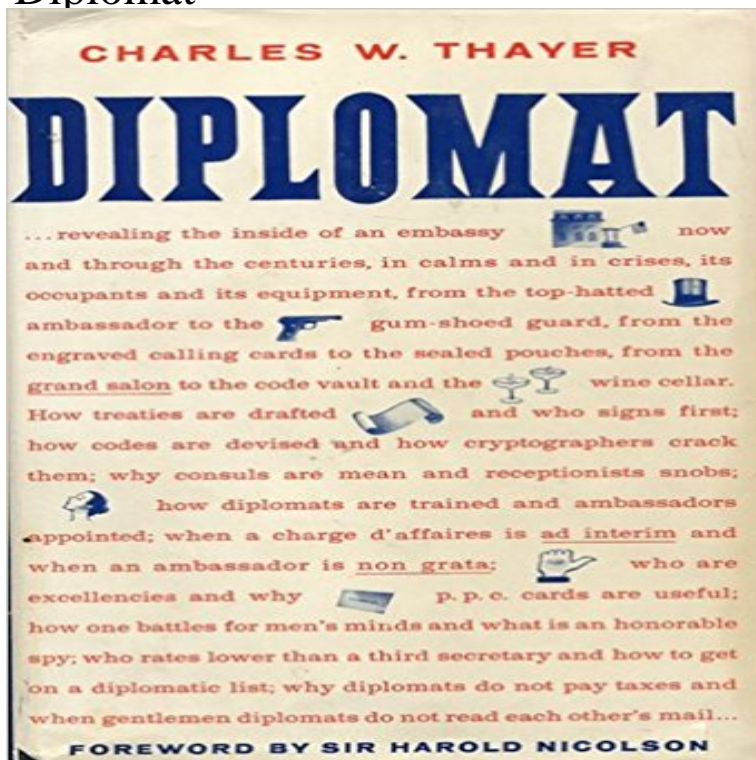 Diplomat
CHARLES W. THAYER
DIPLOMAT
...revealing the inside of an embassy now
and through the centuries, in calms and in crises, its
occupants and its equipment, from the top-hatted
ambassador to the gum-shoed guard, from the
engraved calling cards to the sealed pouches, from the
grand salon to the code vault and the wine cellar.
How treaties are drafted and who signs first;
how codes are devised and how cryptographers crack
them; why consuls are mean and receptionists snobs;
how diplomats are trained and ambassadors
appointed; when a charge d'affaires is ad interim and
when an ambassador is non grata; who are
excellencies and why p.p.c. cards are useful;
how one battles for men's minds and what is an honorable
spy; who rates lower than a third secretary and how to get
on a diplomatic list; why diplomats do not pay taxes and
when gentlemen diplomats do not read each other's mail...
FOREWORD BY SIR HAROLD NICOLSON